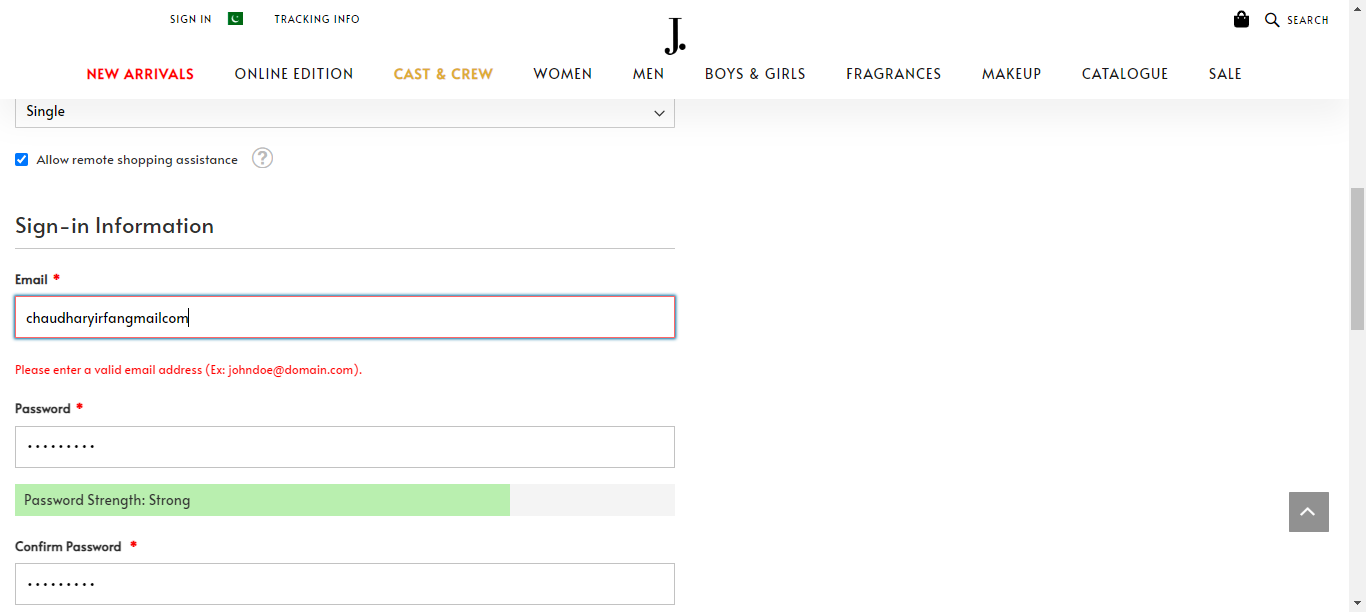 SIGN IN TRACKING INFO
J.
SEARCH
NEW ARRIVALS ONLINE EDITION CAST & CREW WOMEN MEN BOYS & GIRLS FRAGRANCES MAKEUP CATALOGUE SALE
Single
Allow remote shopping assistance ?
Sign-in Information
Email *
chaudharyirfangmailcom
Please enter a valid email address (Ex: johndoe@domain.com).
Password *
•••••••••
Password Strength: Strong
Confirm Password *
•••••••••